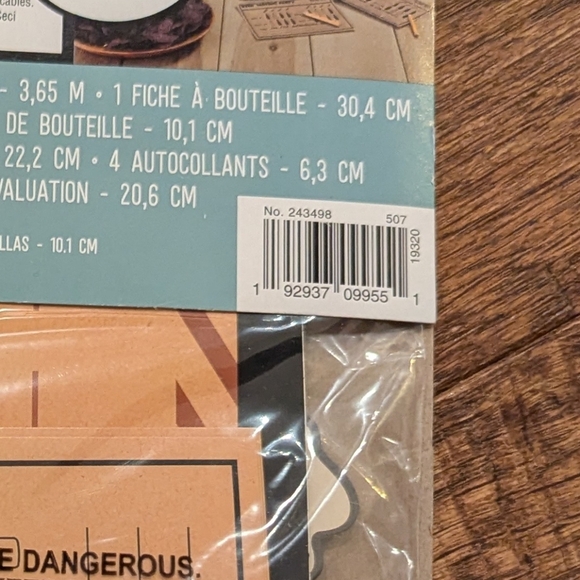 cables.
Ceci
- 3,65 M • 1 FICHE À BOUTEILLE - 30,4 CM
DE BOUTEILLE - 10,1 CM
22,2 CM • 4 AUTOCOLLANTS - 6,3 CM
VALUATION - 20,6 CM
LLAS - 10.1 CM
No. 243498 507
19320
1 92937 09955 1
E DANGEROUS.